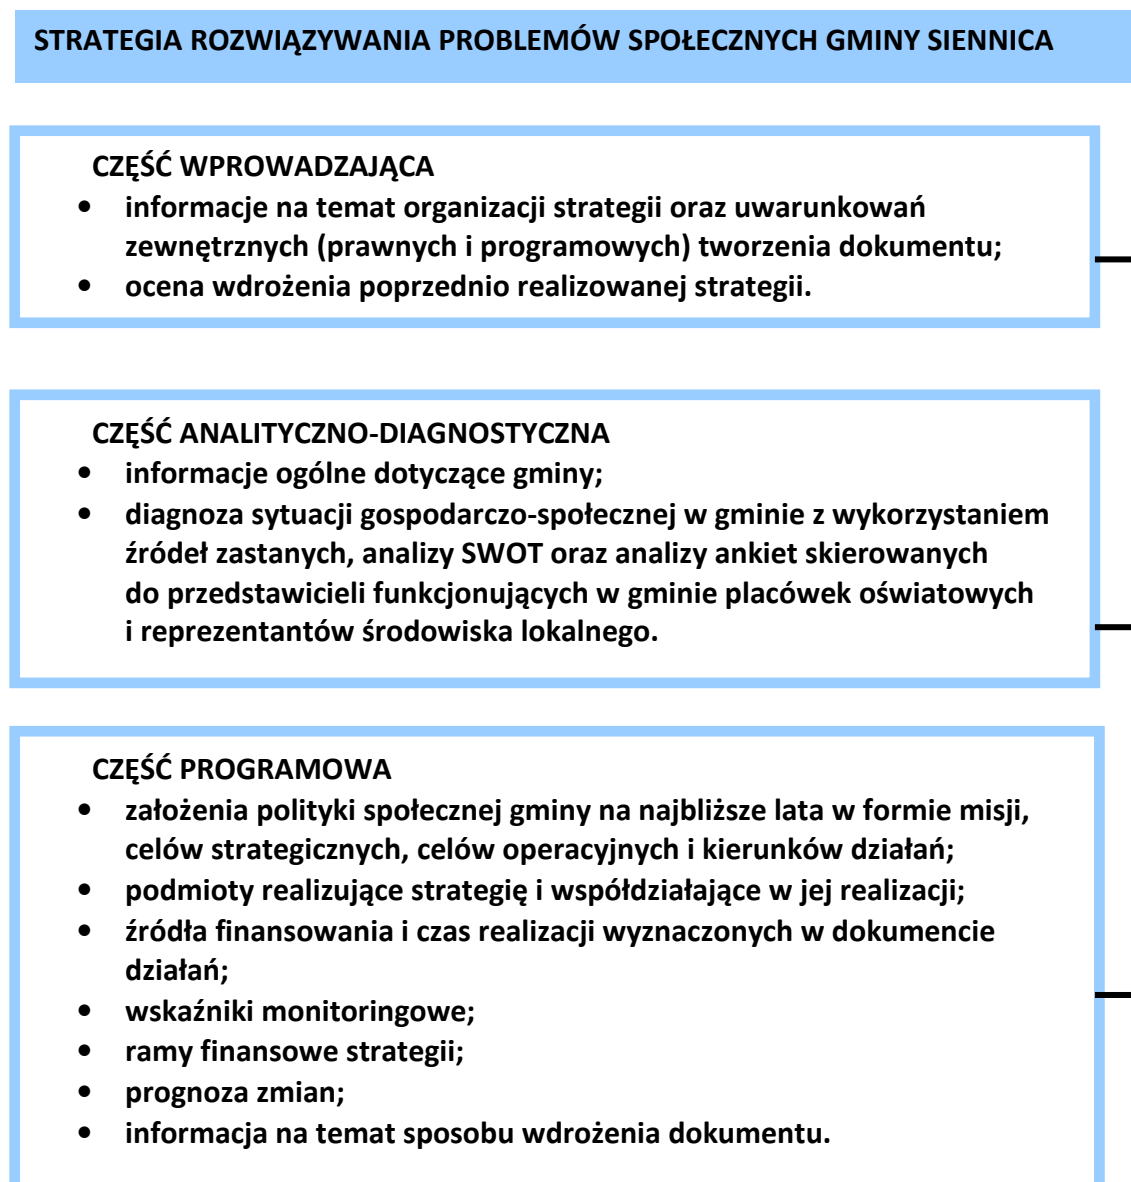 STRATEGIA ROZWIĄZYWANIA PROBLEMÓW SPOŁECZNYCH GMINY SIENNICA
CZĘŚĆ WPROWADZAJĄCA
• informacje na temat organizacji strategii oraz uwarunkowań
zewnętrznych (prawnych i programowych) tworzenia dokumentu;
• ocena wdrożenia poprzednio realizowanej strategii.
CZĘŚĆ ANALITYCZNO-DIAGNOSTYCZNA
• informacje ogólne dotyczące gminy;
• diagnoza sytuacji gospodarczo-społecznej w gminie z wykorzystaniem
źródeł zastanych, analizy SWOT oraz analizy ankiet skierowanych
do przedstawicieli funkcjonujących w gminie placówek oświatowych
i reprezentantów środowiska lokalnego.
CZĘŚĆ PROGRAMOWA
• założenia polityki społecznej gminy na najbliższe lata w formie misji,
celów strategicznych, celów operacyjnych i kierunków działań;
• podmioty realizujące strategię i współdziałające w jej realizacji;
• źródła finansowania i czas realizacji wyznaczonych w dokumencie
działań;
• wskaźniki monitoringowe;
• ramy finansowe strategii;
• prognoza zmian;
• informacja na temat sposobu wdrożenia dokumentu.